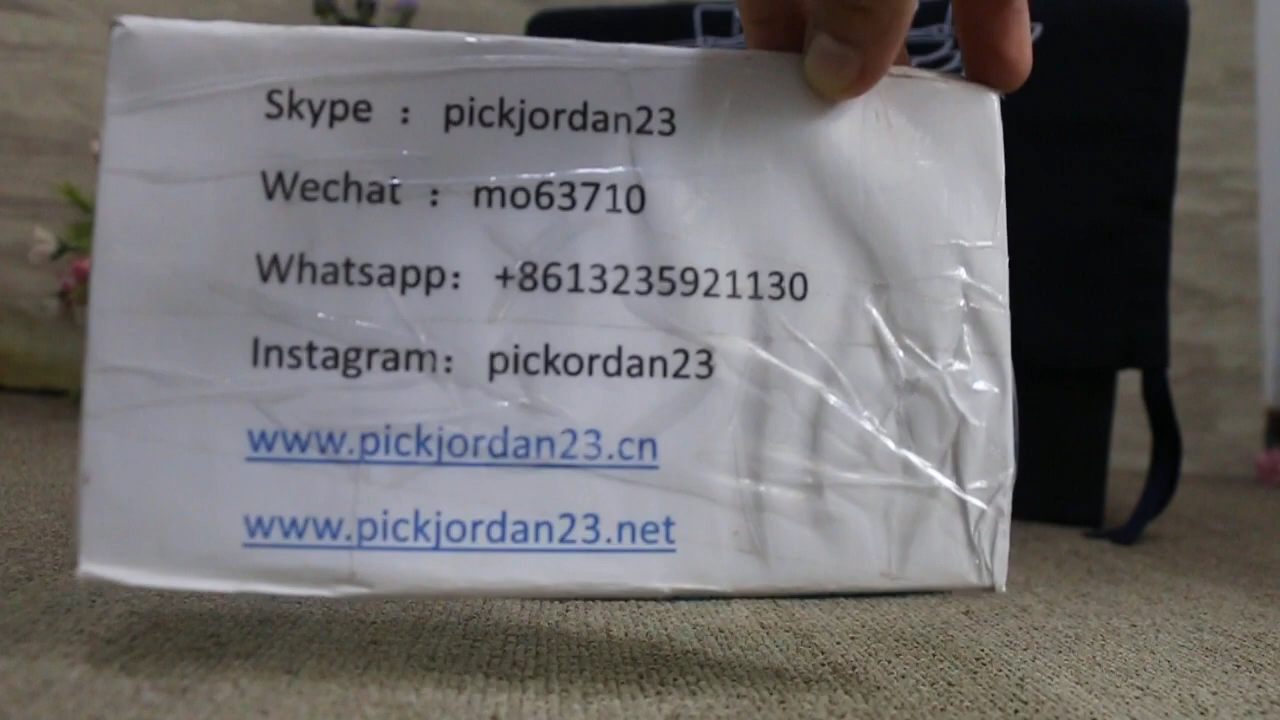 Skype : pickjordan23
Wechat : mo63710
Whatsapp: +8613235921130
Instagram: pickordan23
www.pickjordan23.cn
www.pickjordan23.net